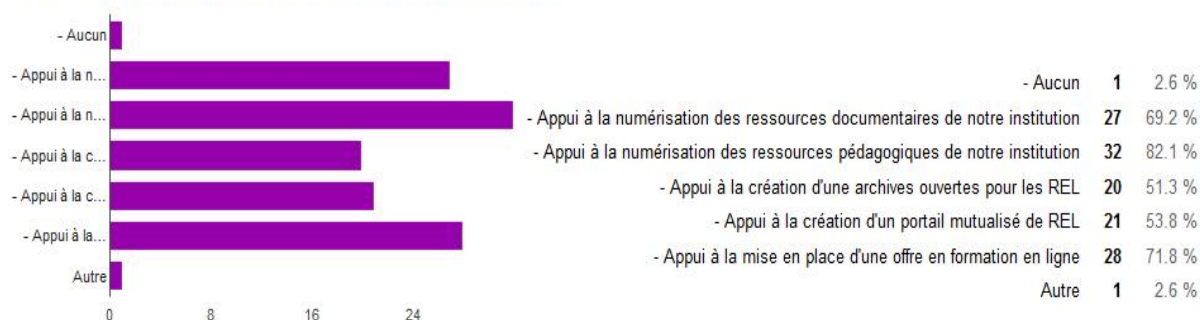 - Aucun
- Appui à la n...
- Appui à la n...
- Appui à la c...
- Appui à la c...
- Appui à la...
Autre
0 8 16 24
- Aucun 1 2.6 %
- Appui à la numérisation des ressources documentaires de notre institution 27 69.2 %
- Appui à la numérisation des ressources pédagogiques de notre institution 32 82.1 %
- Appui à la création d'une archives ouvertes pour les REL 20 51.3 %
- Appui à la création d'un portail mutualisé de REL 21 53.8 %
- Appui à la mise en place d'une offre en formation en ligne 28 71.8 %
Autre 1 2.6 %